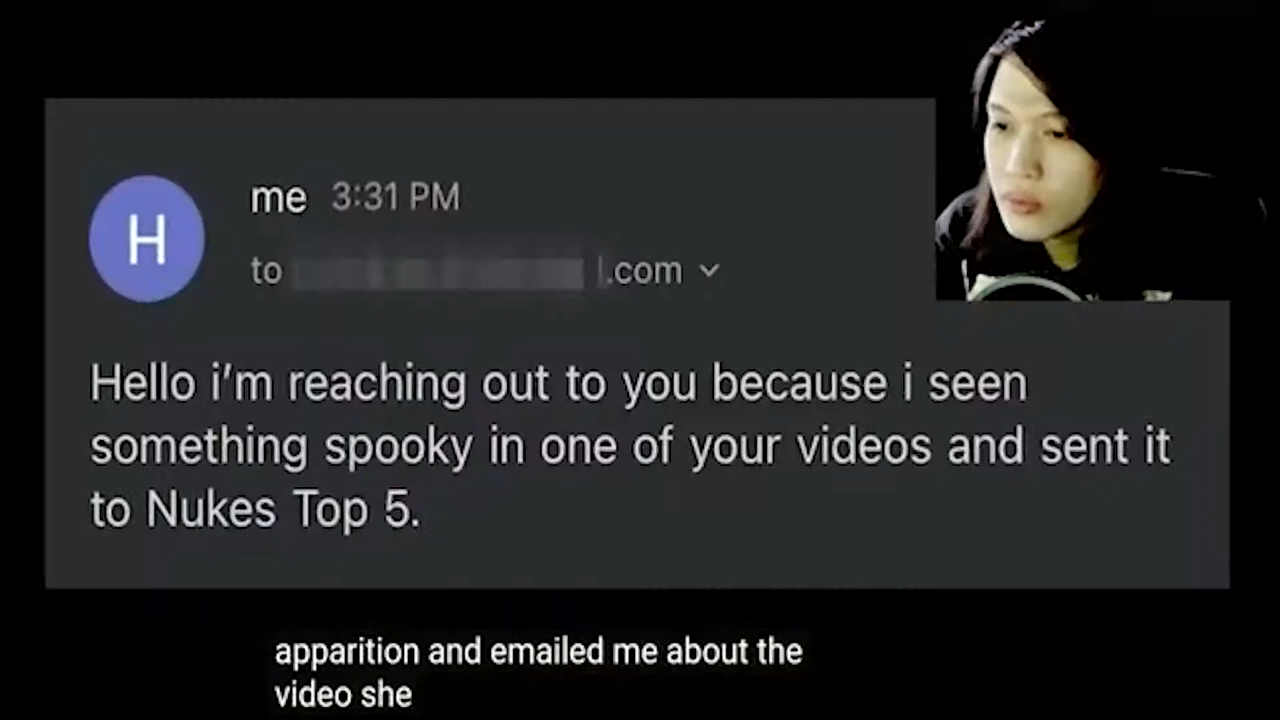 H
me 3:31 PM
to .com
Hello i'm reaching out to you because i seen
something spooky in one of your videos and sent it
to Nukes Top 5.
apparition and emailed me about the
video she